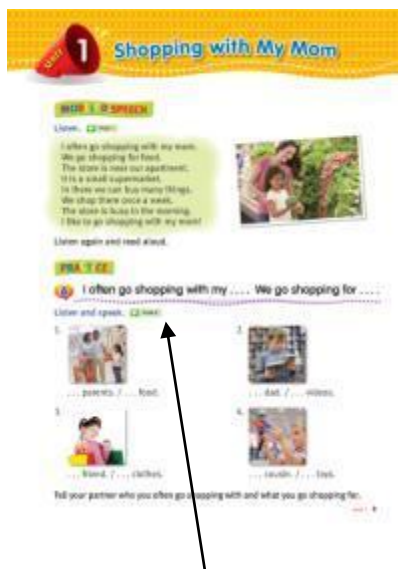 Unit 1 Shopping with My Mom
MODEL SPEECH
Listen.
I often go shopping with my mom.
We go shopping for food.
The store is near our apartment.
It is a small supermarket.
In there we can buy many things.
We shop there once a week.
The store is busy in the morning.
I like to go shopping with my mom!
Listen again and read aloud.
PRACTICE
A I often go shopping with my .... We go shopping for ....
Listen and speak.
1.
2.
... parents. / ... food.
... dad. / ... videos.
3.
4.
... friend. / ... clothes.
... cousin. / ... toys.
Tell your partner who you often go shopping with and what you go shopping for.